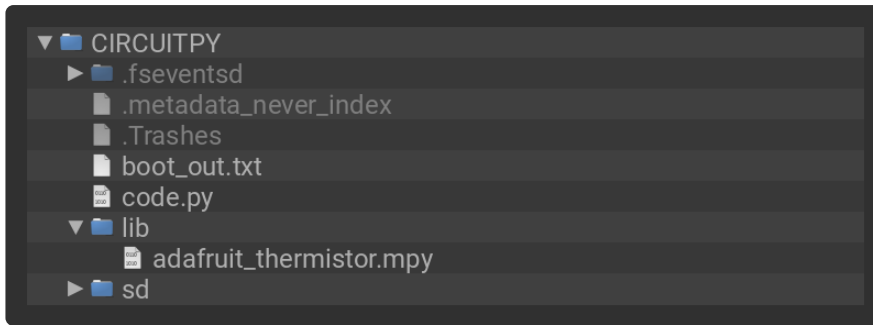 CIRCUITPY
.fseventsd
.metadata_never_index
.Trashes
boot_out.txt
code.py
lib
adafruit_thermistor.mpy
sd